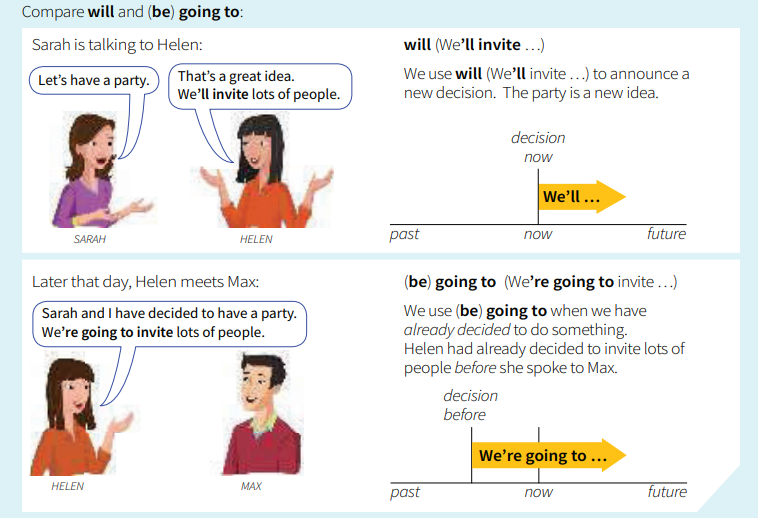 Compare will and (be) going to:
Sarah is talking to Helen:
Let’s have a party.
That’s a great idea.
We’ll invite lots of people.
SARAH
HELEN
will (We’ll invite …)
We use will (We’ll invite …) to announce a
new decision. The party is a new idea.
decision
now
We’ll …
past
now
future
Later that day, Helen meets Max:
Sarah and I have decided to have a party.
We’re going to invite lots of people.
HELEN
MAX
(be) going to (We’re going to invite …)
We use (be) going to when we have
already decided to do something.
Helen had already decided to invite lots of
people before she spoke to Max.
decision
before
We’re going to …
past
now
future